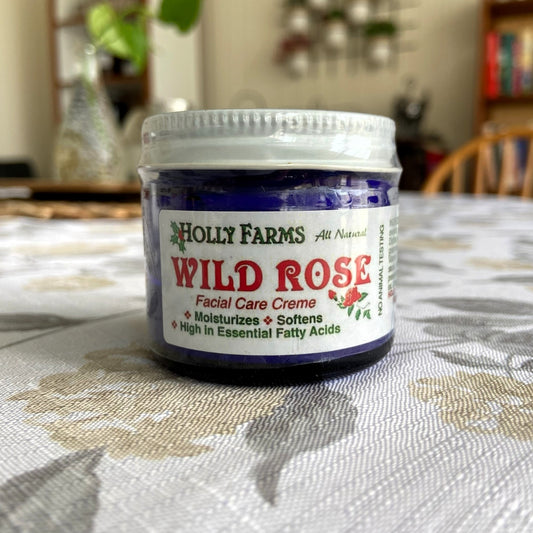 HOLLY FARMS All Natural
WILD ROSE
Facial Care Creme
❖ Moisturizes ❖ Softens
❖ High in Essential Fatty Acids
NO ANIMAL TESTING